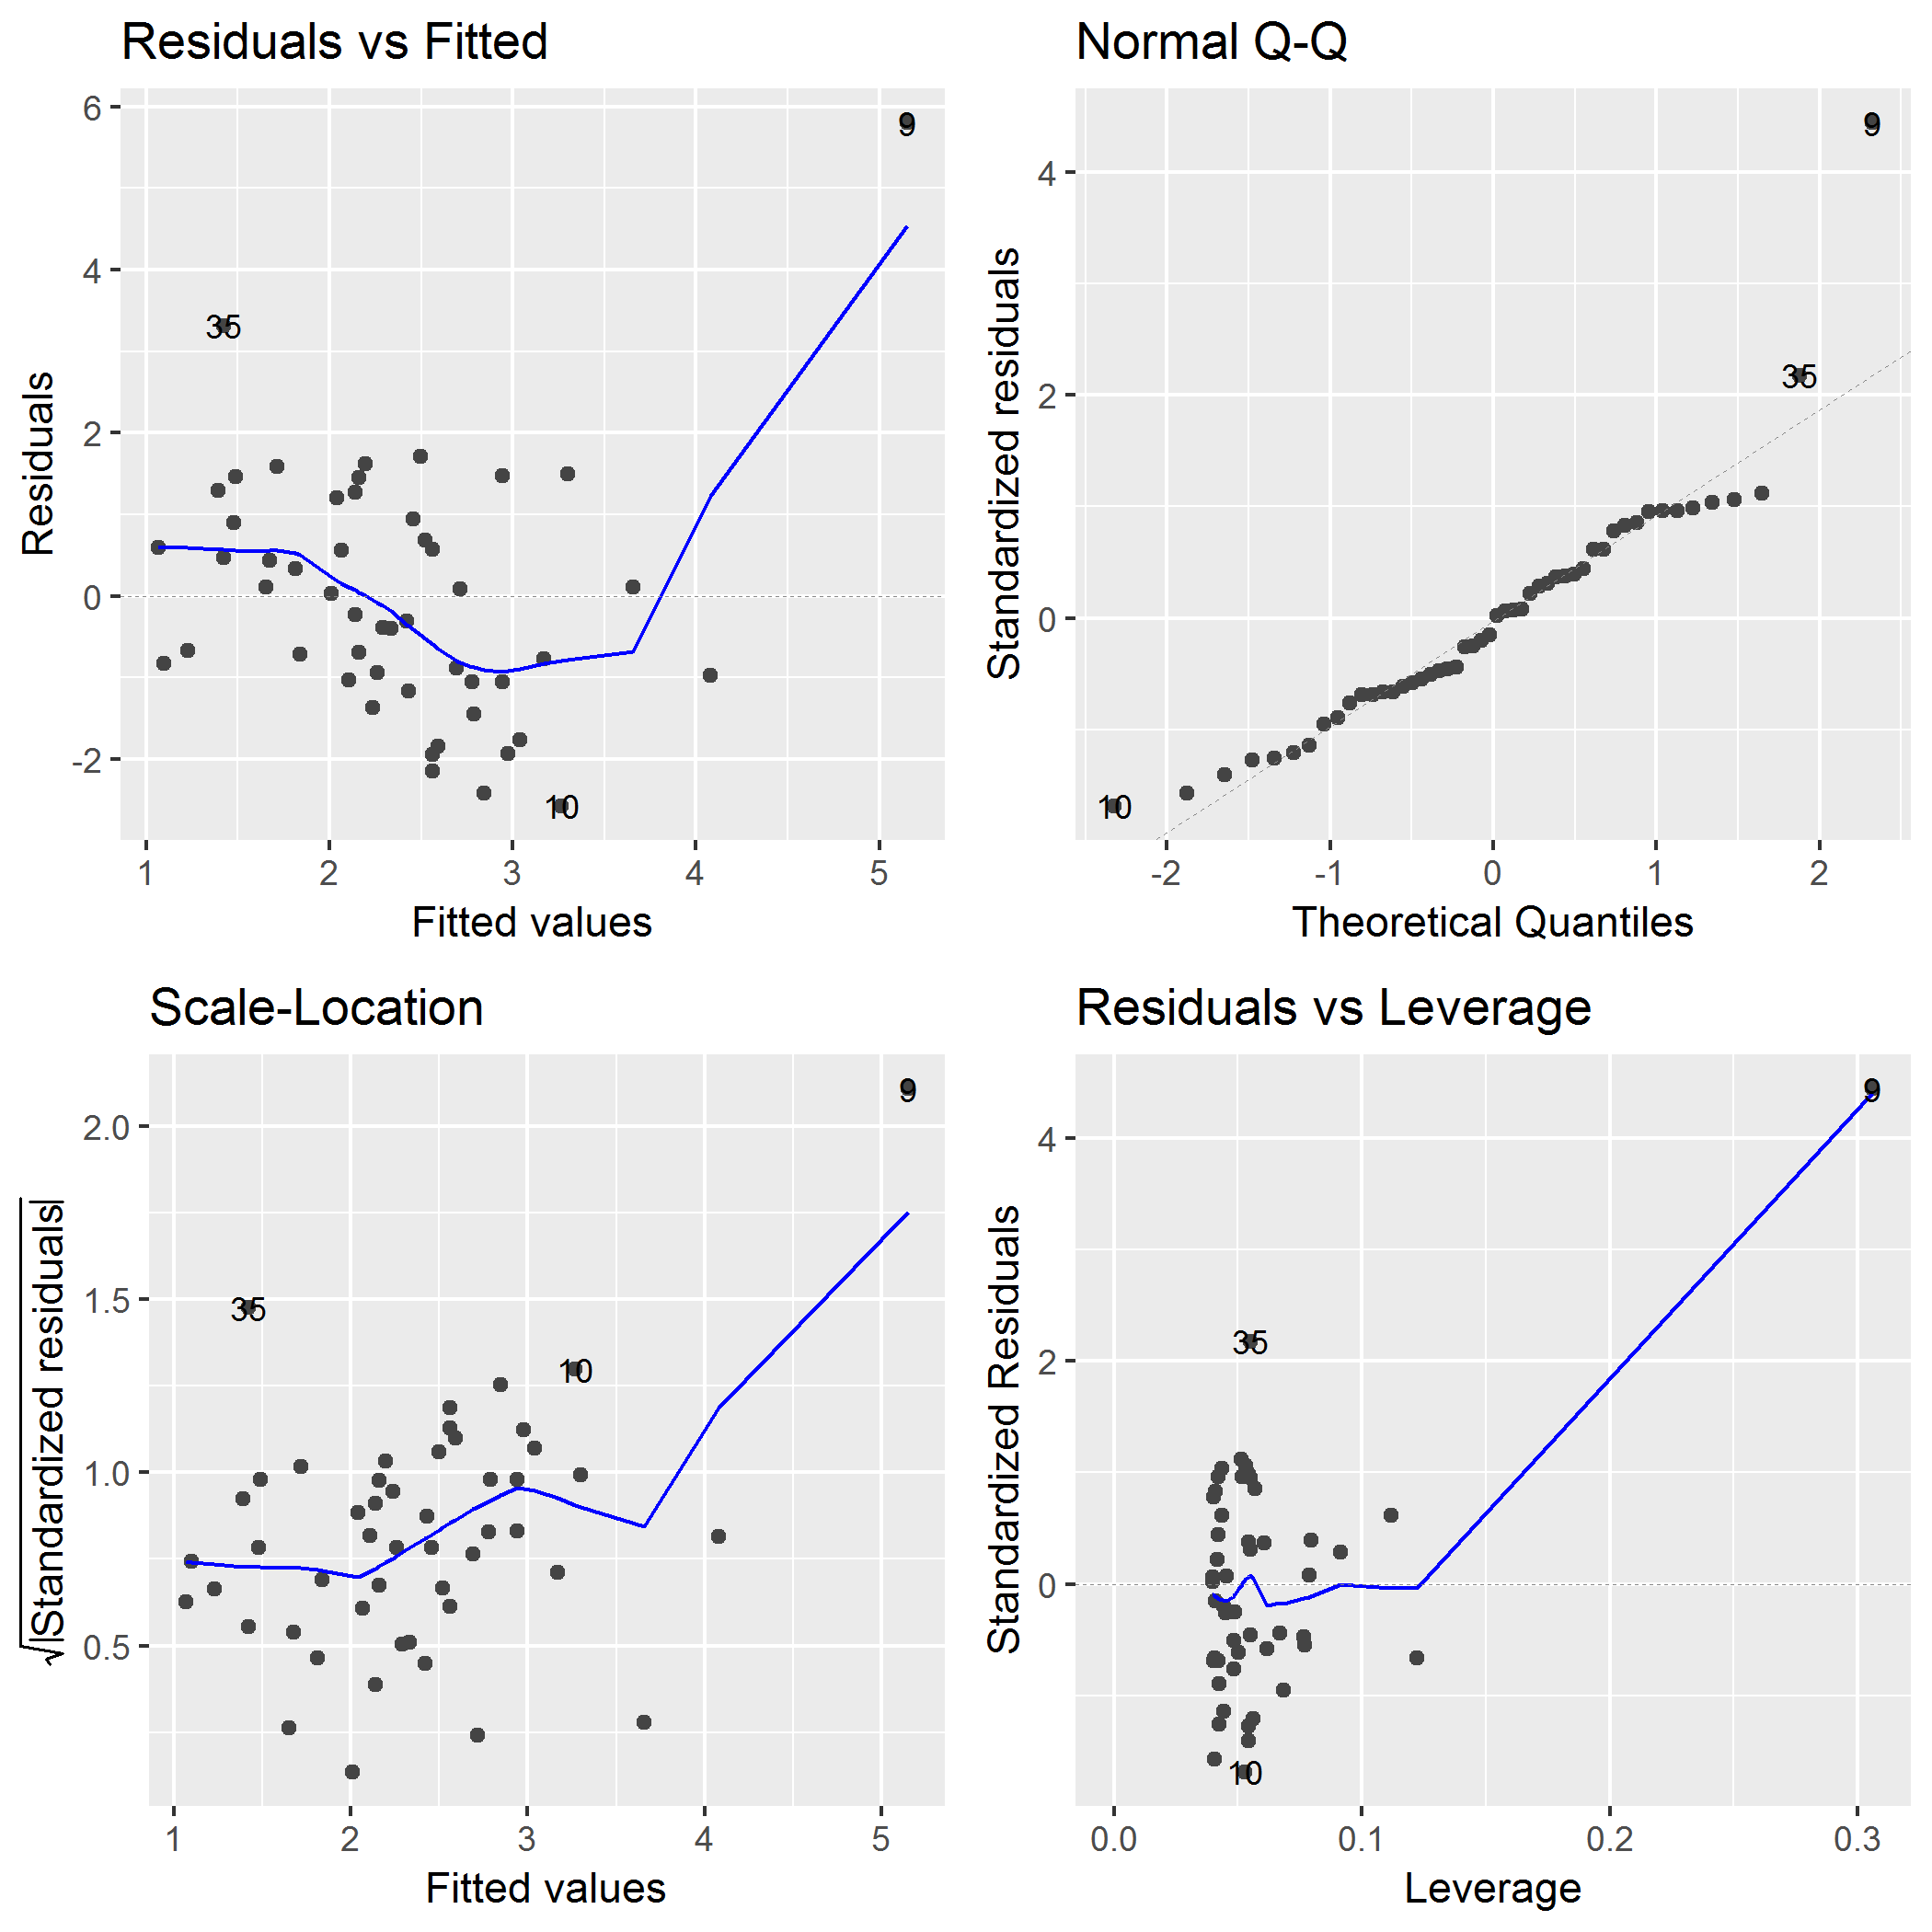 Residuals vs Fitted
6
4
2
0
-2
Residuals
9
35
10
1 2 3 4 5
Fitted values
Normal Q-Q
4
2
0
Standardized residuals
9
35
10
-2 -1 0 1 2
Theoretical Quantiles
Scale-Location
2.0
1.5
1.0
0.5
√|Standardized residuals|
9
35
10
1 2 3 4 5
Fitted values
Residuals vs Leverage
4
2
0
Standardized Residuals
9
35
10
0.0 0.1 0.2 0.3
Leverage